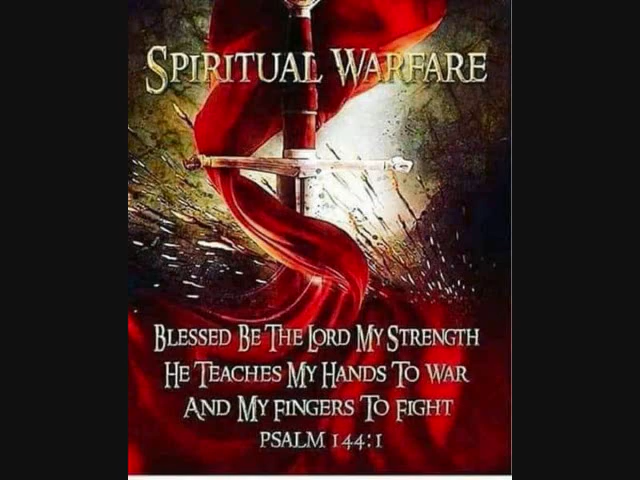 Spiritual Warfare
Blessed Be The Lord My Strength
He Teaches My Hands To War
And My Fingers To Fight
Psalm 144:1